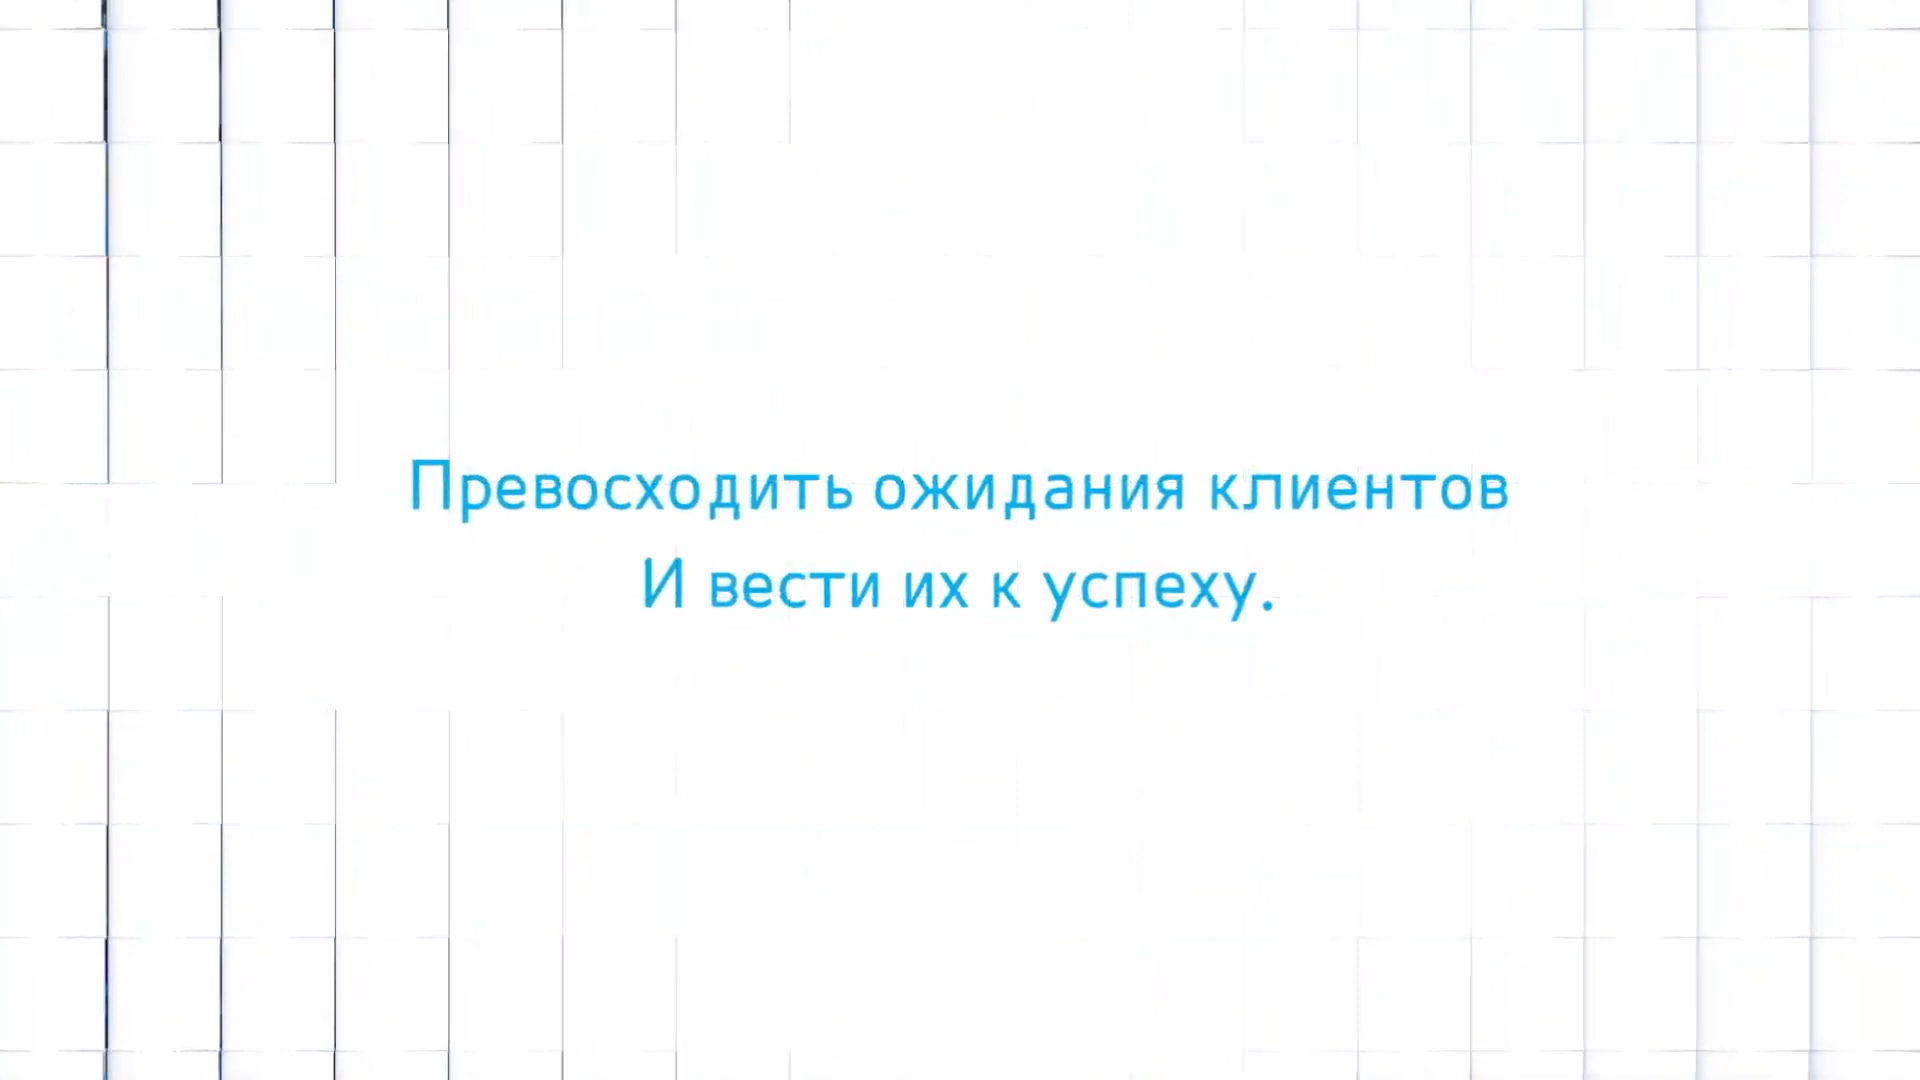 Превосходить ожидания клиентов
И вести их к успеху.